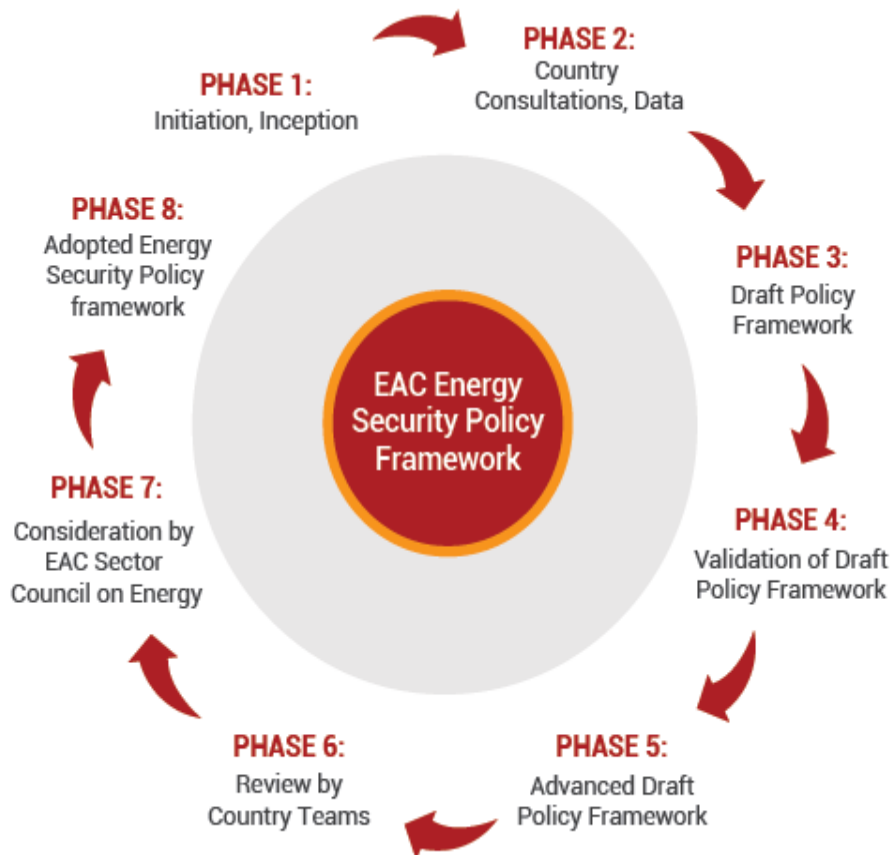 PHASE 1:
Initiation, Inception
PHASE 2:
Country
Consultations, Data
PHASE 3:
Draft Policy
Framework
PHASE 4:
Validation of Draft
Policy Framework
PHASE 5:
Advanced Draft
Policy Framework
PHASE 6:
Review by
Country Teams
PHASE 7:
Consideration by
EAC Sector
Council on Energy
PHASE 8:
Adopted Energy
Security Policy
framework
EAC Energy
Security Policy
Framework